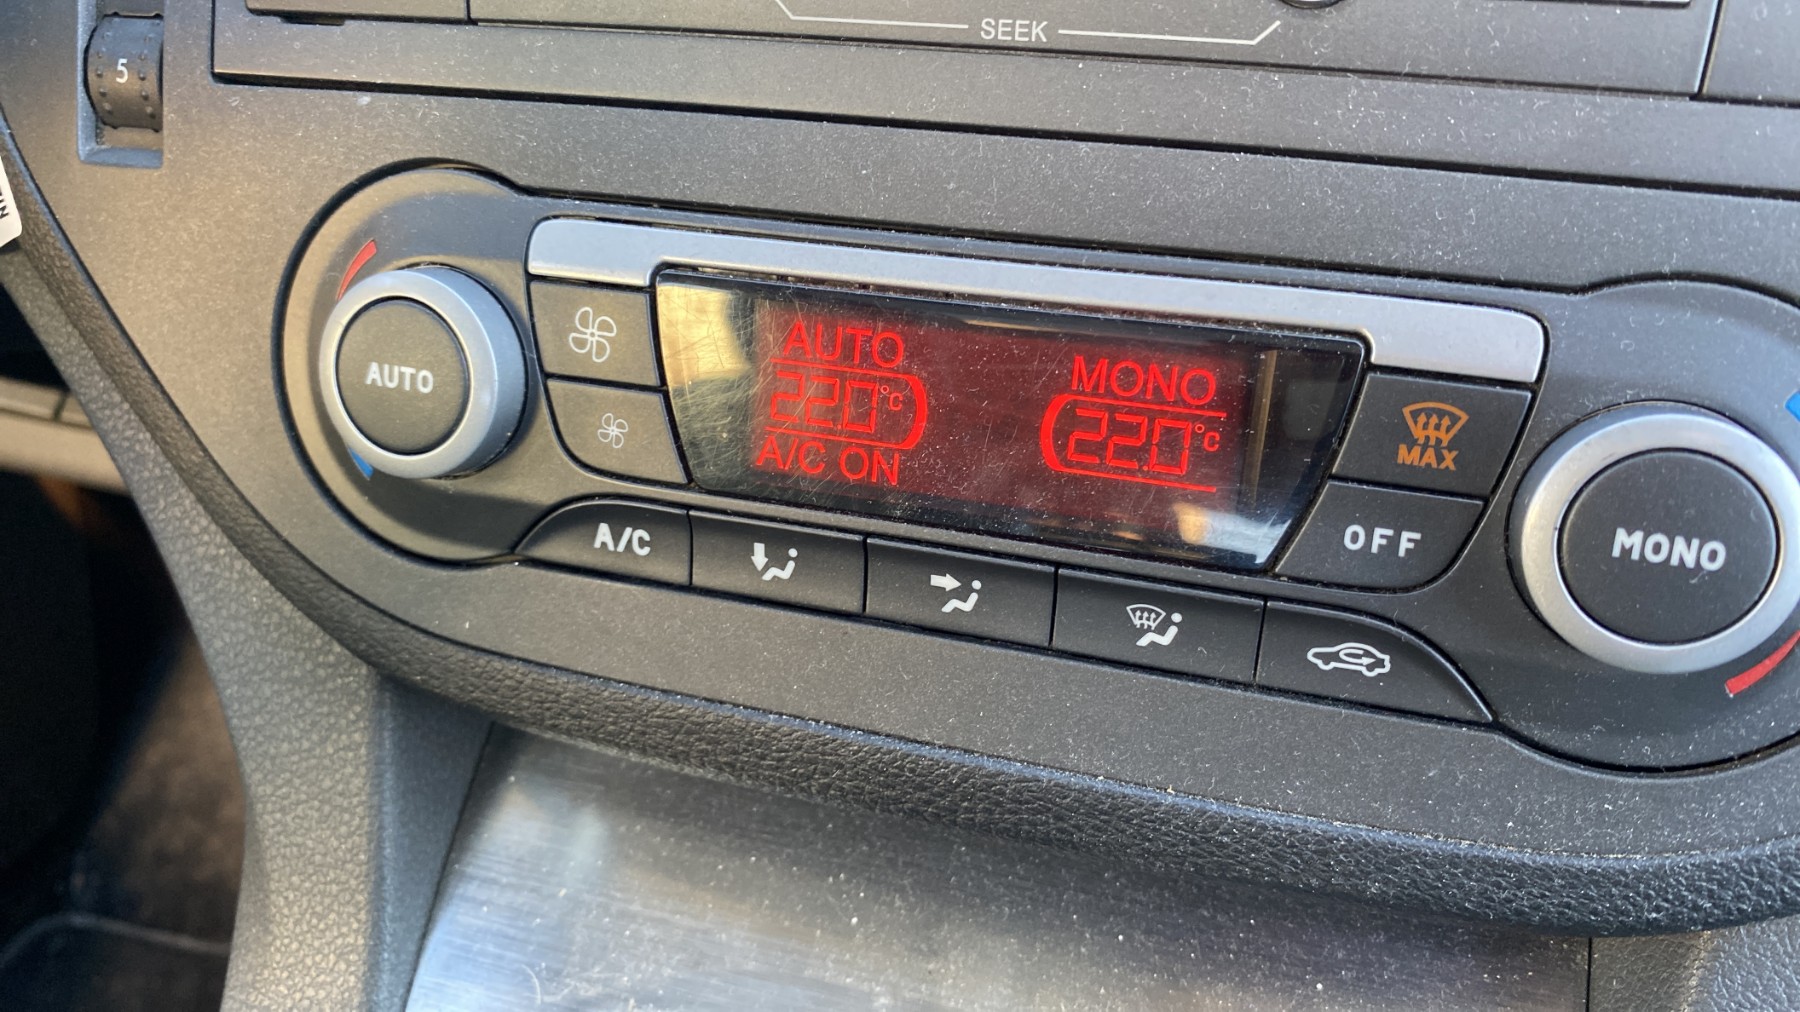 SEEK
5
AUTO
AUTO
22.0°C
A/C ON
MONO
22.0°C
MAX
A/C
OFF
MONO